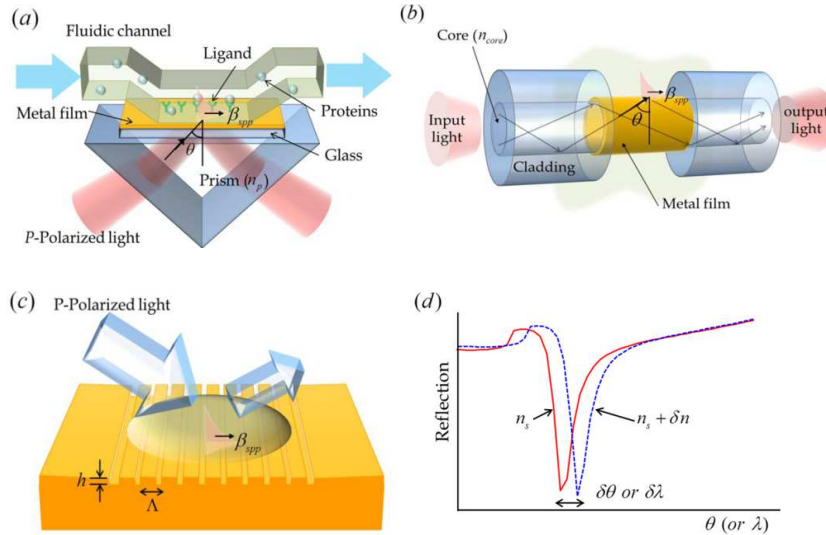 (a)
Fluidic channel
Ligand
Metal film
β_spp
Proteins
θ
Glass
Prism (n_p)
P-Polarized light
(b)
Core (n_core)
β_spp
θ
Input
light
output
light
Cladding
Metal film
(c)
P-Polarized light
β_spp
h
Λ
(d)
Reflection
n_s
n_s + δn
δθ or δλ
θ (or λ)